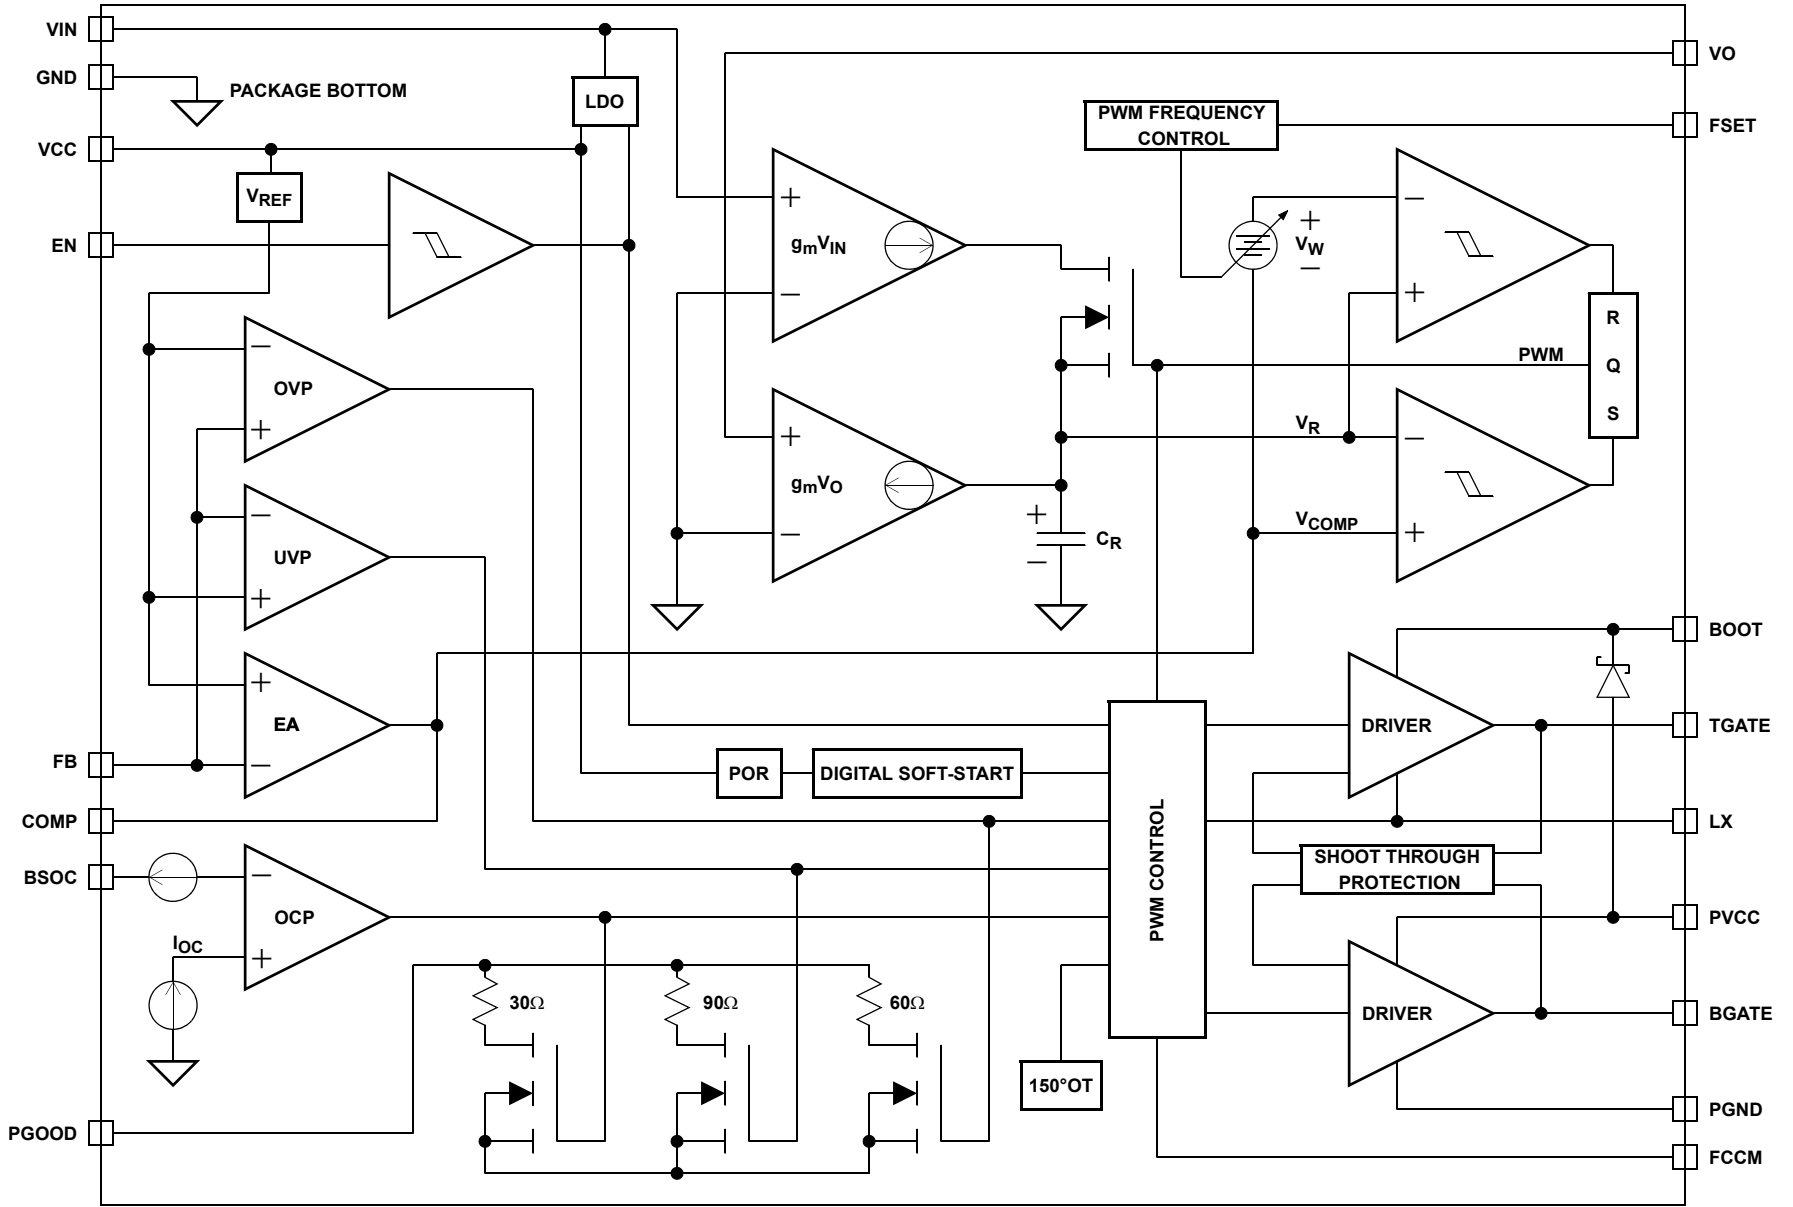 VIN
VO
GND
PACKAGE BOTTOM
LDO
PWM FREQUENCY
CONTROL
FSET
VCC
VREF
+
−
gmVIN
−
EN
+
VW
−
+
R
Q
S
PWM
−
OVP
+
+
gmVO
−
VR
−
+
CR
−
VCOMP
+
−
UVP
+
BOOT
+
EA
−
DRIVER
TGATE
FB
POR
DIGITAL SOFT-START
COMP
PWM CONTROL
LX
SHOOT THROUGH
PROTECTION
BSOC
−
OCP
IOC
+
PVCC
30Ω
90Ω
60Ω
DRIVER
BGATE
150°OT
PGOOD
PGND
FCCM